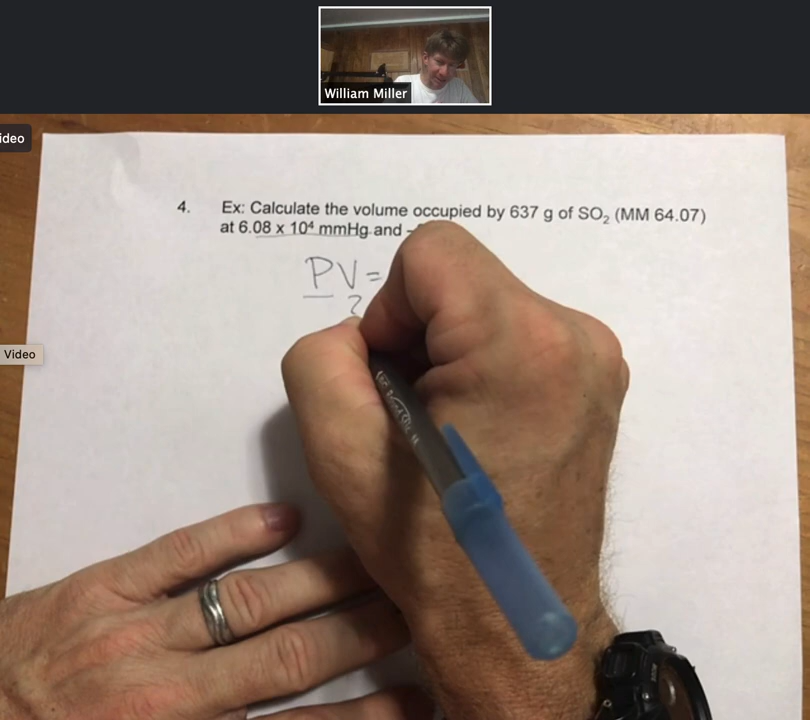 William Miller
ideo
4. Ex: Calculate the volume occupied by 637 g of SO₂ (MM 64.07)
at 6.08 x 10⁴ mmHg and –
PV =
?
Video